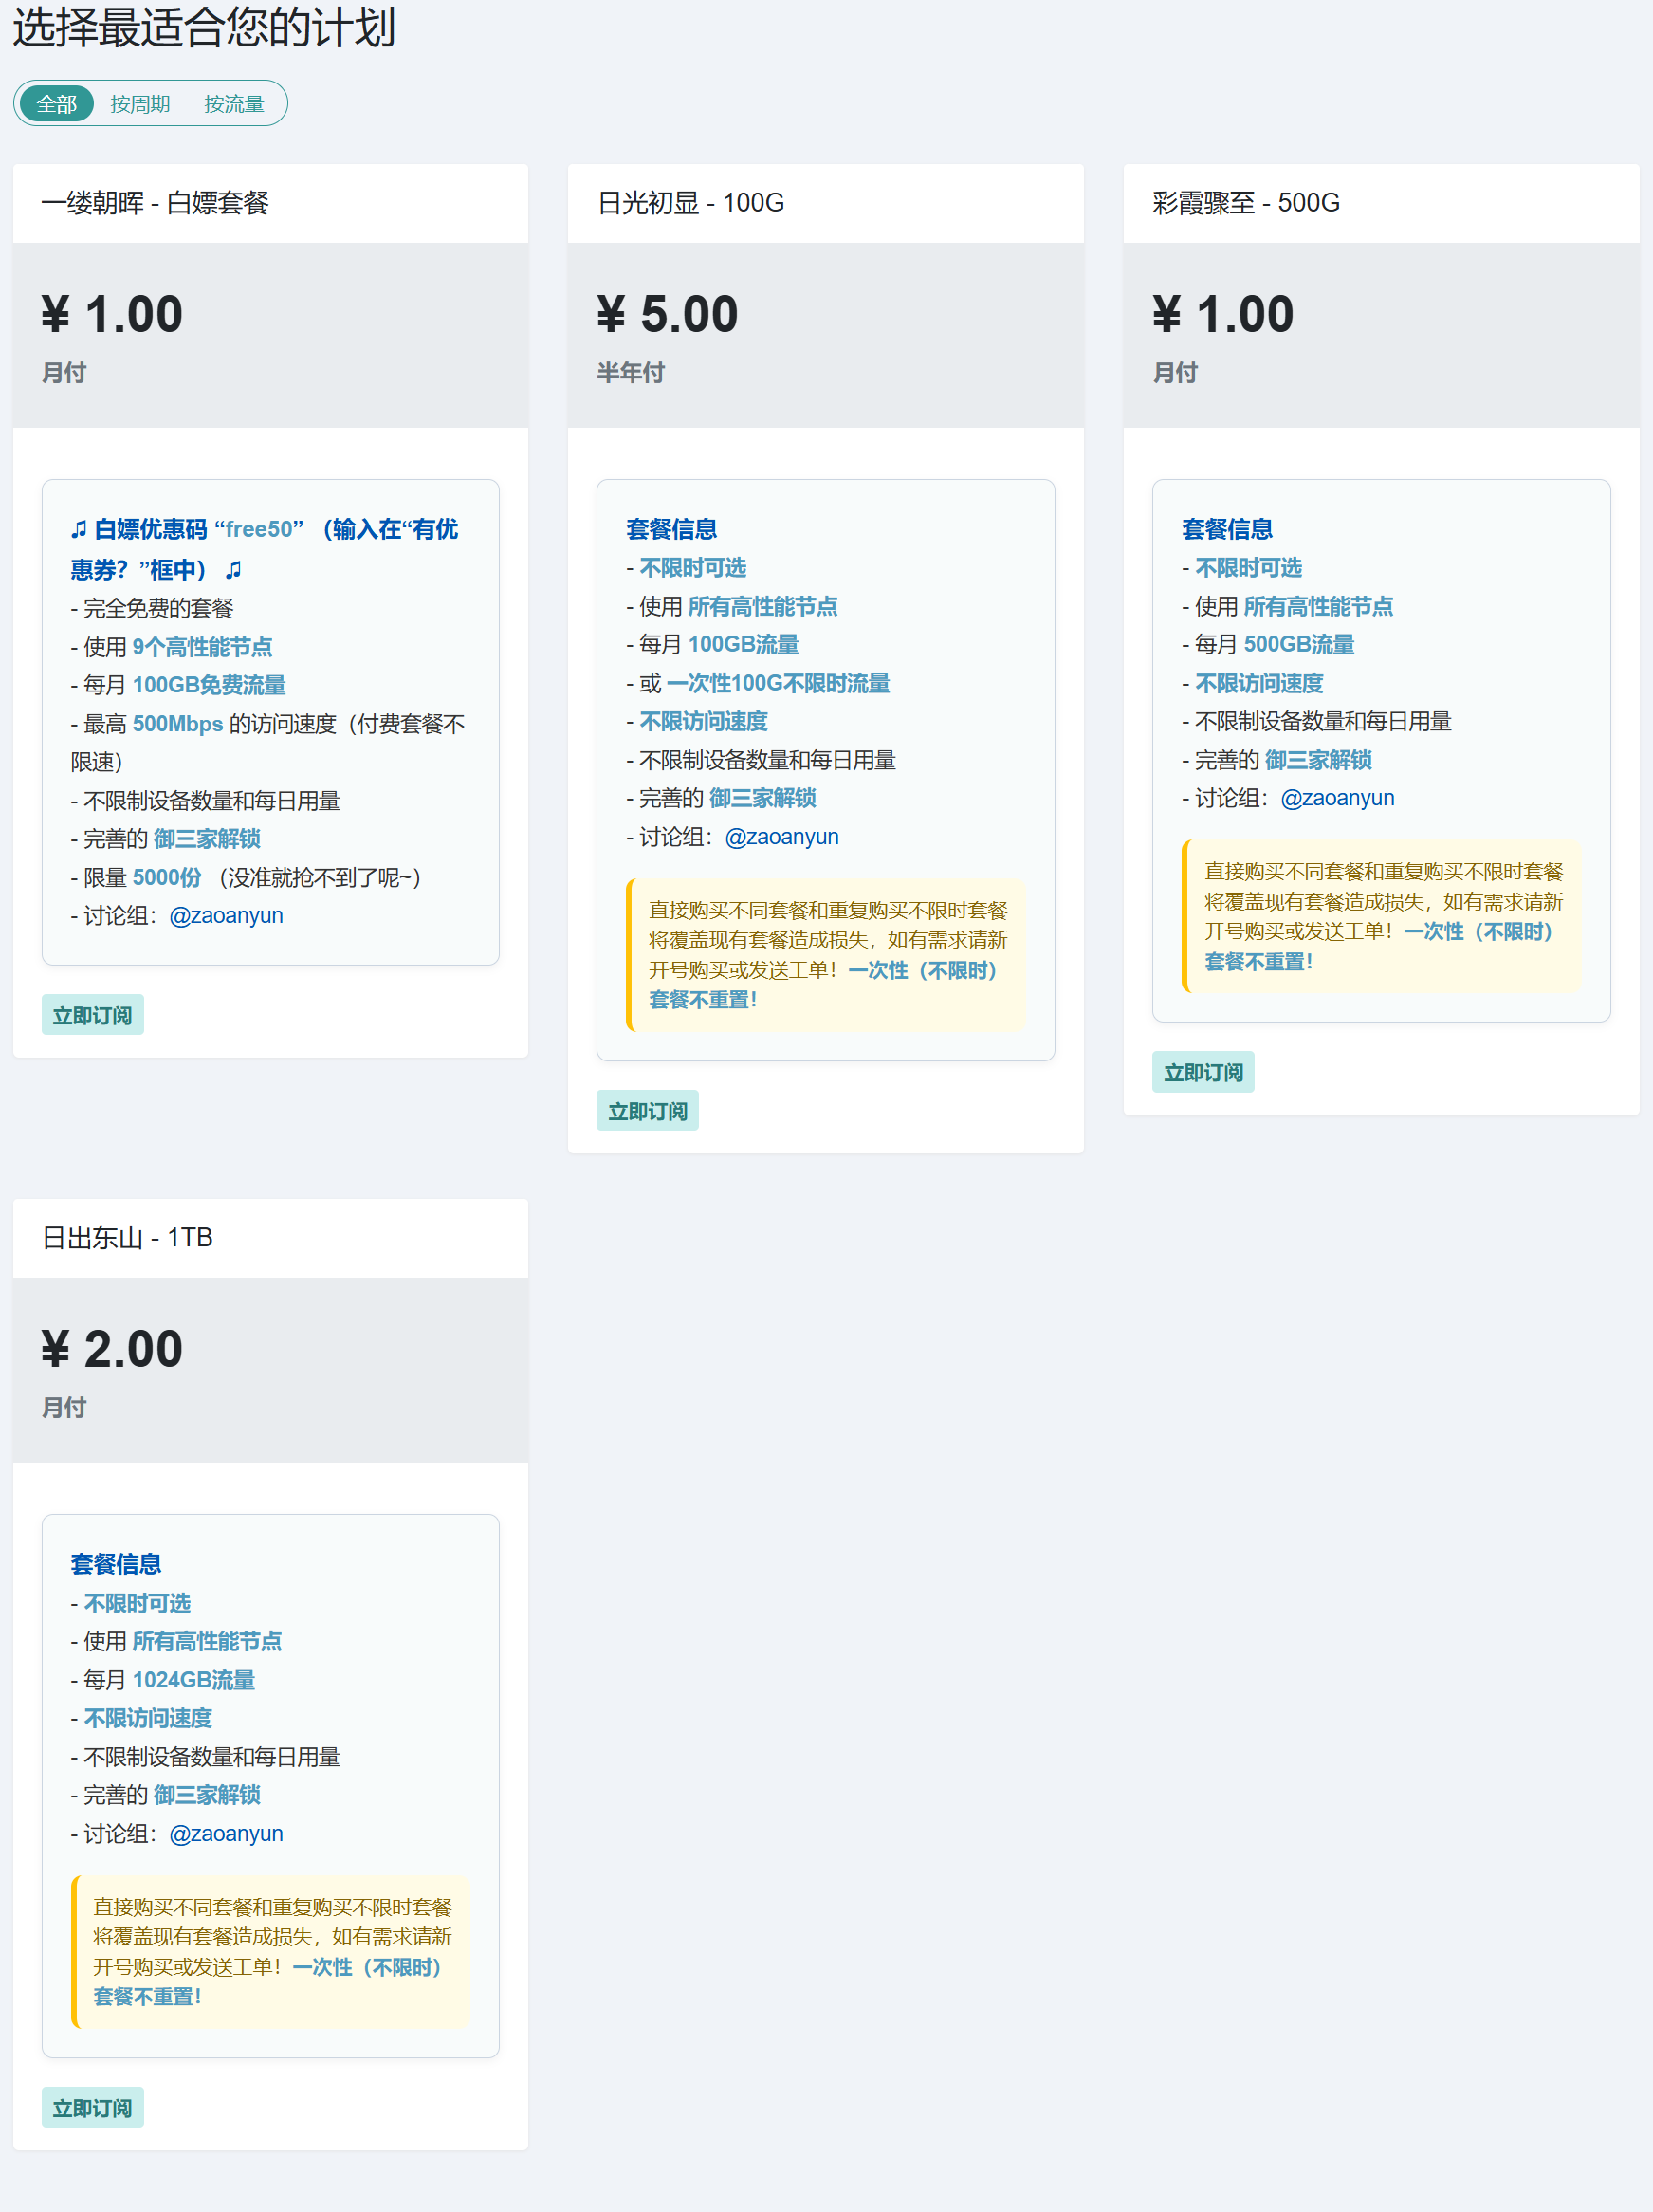 选择最适合您的计划
全部 按周期 按流量
一缕朝晖 - 白嫖套餐
¥ 1.00
月付
♫ 白嫖优惠码 “free50” （输入在“有优
惠券？”框中） ♫
- 完全免费的套餐
- 使用 9个高性能节点
- 每月 100GB免费流量
- 最高 500Mbps 的访问速度（付费套餐不
限速）
- 不限制设备数量和每日用量
- 完善的 御三家解锁
- 限量 5000份 （没准就抢不到了呢~）
- 讨论组：@zaoanyun
立即订阅
日光初显 - 100G
¥ 5.00
半年付
套餐信息
- 不限时可选
- 使用 所有高性能节点
- 每月 100GB流量
- 或 一次性100G不限时流量
- 不限访问速度
- 不限制设备数量和每日用量
- 完善的 御三家解锁
- 讨论组：@zaoanyun
直接购买不同套餐和重复购买不限时套餐
将覆盖现有套餐造成损失，如有需求请新
开号购买或发送工单！一次性（不限时）
套餐不重置！
立即订阅
彩霞骤至 - 500G
¥ 1.00
月付
套餐信息
- 不限时可选
- 使用 所有高性能节点
- 每月 500GB流量
- 不限访问速度
- 不限制设备数量和每日用量
- 完善的 御三家解锁
- 讨论组：@zaoanyun
直接购买不同套餐和重复购买不限时套餐
将覆盖现有套餐造成损失，如有需求请新
开号购买或发送工单！一次性（不限时）
套餐不重置！
立即订阅
日出东山 - 1TB
¥ 2.00
月付
套餐信息
- 不限时可选
- 使用 所有高性能节点
- 每月 1024GB流量
- 不限访问速度
- 不限制设备数量和每日用量
- 完善的 御三家解锁
- 讨论组：@zaoanyun
直接购买不同套餐和重复购买不限时套餐
将覆盖现有套餐造成损失，如有需求请新
开号购买或发送工单！一次性（不限时）
套餐不重置！
立即订阅